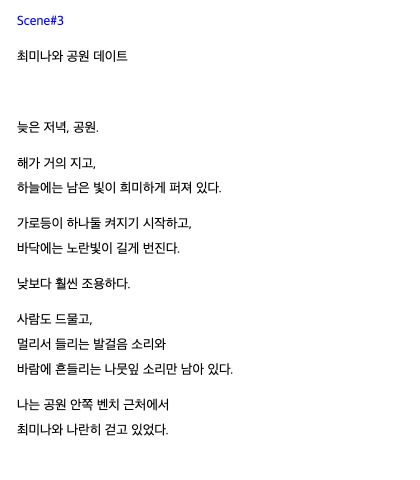 Scene#3
최미나와 공원 데이트
늦은 저녁, 공원.
해가 거의 지고,
하늘에는 남은 빛이 희미하게 퍼져 있다.
가로등이 하나둘 켜지기 시작하고,
바닥에는 노란빛이 길게 번진다.
낮보다 훨씬 조용하다.
사람도 드물고,
멀리서 들리는 발걸음 소리와
바람에 흔들리는 나뭇잎 소리만 남아 있다.
나는 공원 안쪽 벤치 근처에서
최미나와 나란히 걷고 있었다.